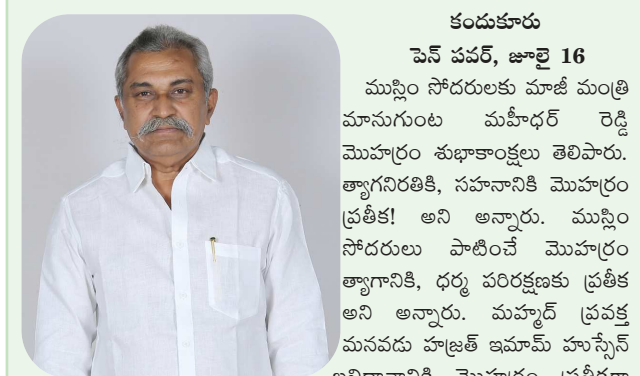 కందుకూరు
పెన్ పవర్, జూలై 16
ముస్లిం సోదరులకు మాజీ మంత్రి
మానుగుంట మహీధర్ రెడ్డి
మొహర్రం శుభాకాంక్షలు తెలిపారు.
త్యాగనిరతికి, సహనానికి మొహర్రం
ప్రతీక! అని అన్నారు. ముస్లిం
సోదరులు పాటించే మొహర్రం
త్యాగానికి, ధర్మ పరిరక్షణకు ప్రతీక
అని అన్నారు. మహ్మద్ ప్రవక్త
మనవడు హజ్రత్ ఇమామ్ హుస్సేన్